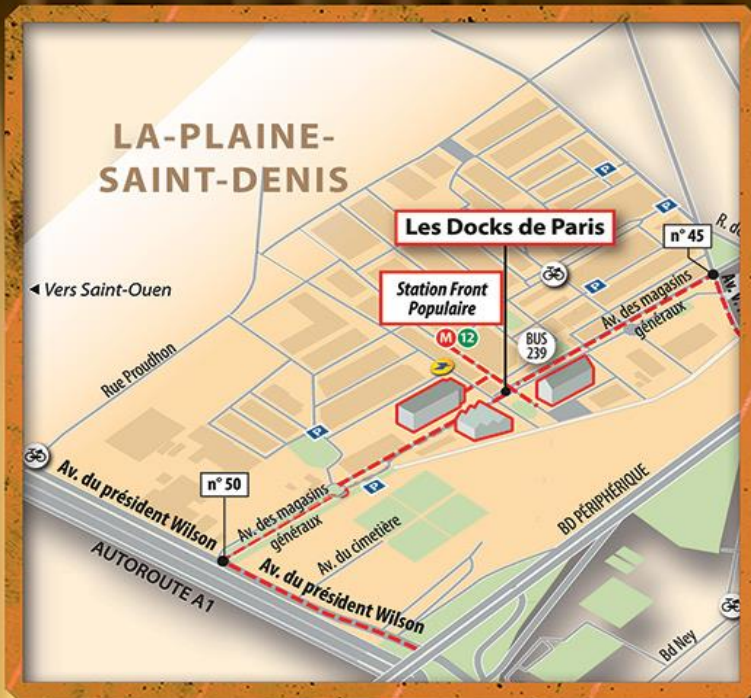 LA-PLAINE-
SAINT-DENIS
P
P
Les Docks de Paris
n° 45
R. d
Vers Saint-Ouen
Station Front
Populaire
M 12
P
Av. des magasins
généraux
Av. V
BUS
239
Rue Proudhon
P
n° 50
P
Av. du président Wilson
Av. des magasins
généraux
BD PÉRIPHÉRIQUE
Av. du cimetière
AUTOROUTE A1
Av. du président Wilson
Bd Ney